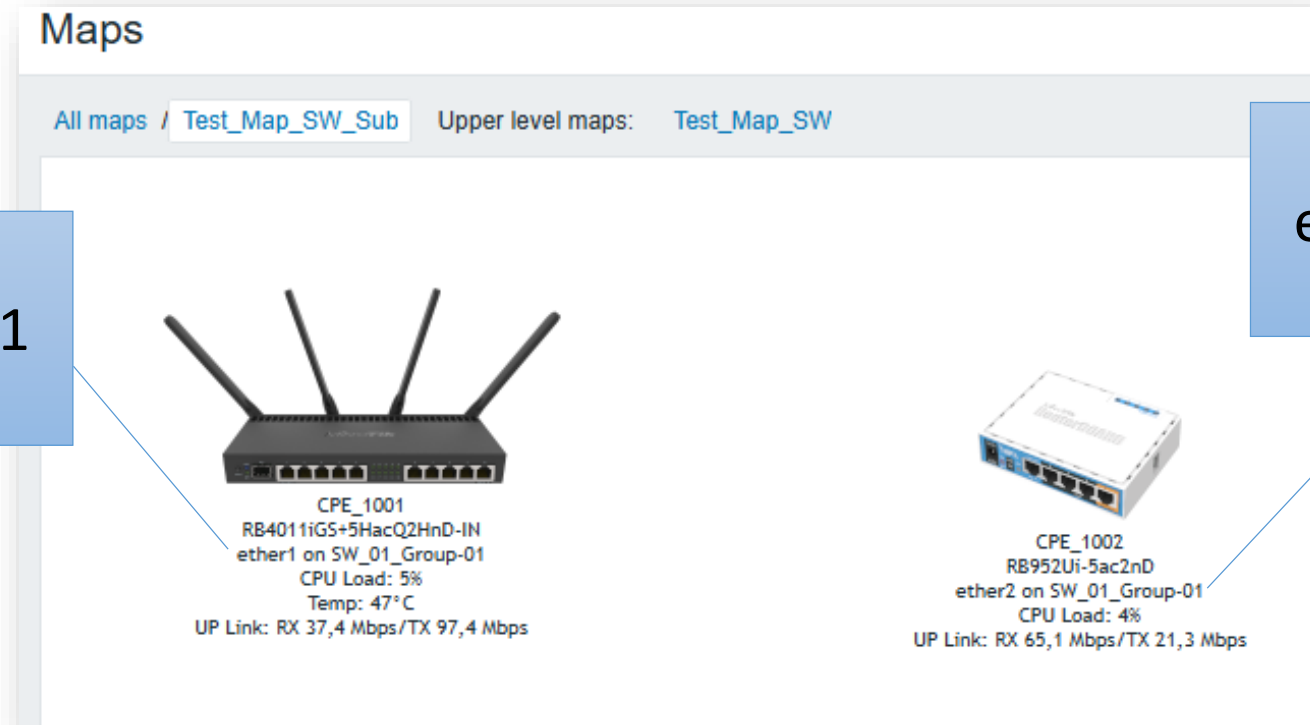 Maps
All maps / Test_Map_SW_Sub Upper level maps: Test_Map_SW
e
1
CPE_1001
RB4011iGS+5HacQ2HnD-IN
ether1 on SW_01_Group-01
CPU Load: 5%
Temp: 47°C
UP Link: RX 37,4 Mbps/TX 97,4 Mbps
CPE_1002
RB952Ui-5ac2nD
ether2 on SW_01_Group-01
CPU Load: 4%
UP Link: RX 65,1 Mbps/TX 21,3 Mbps